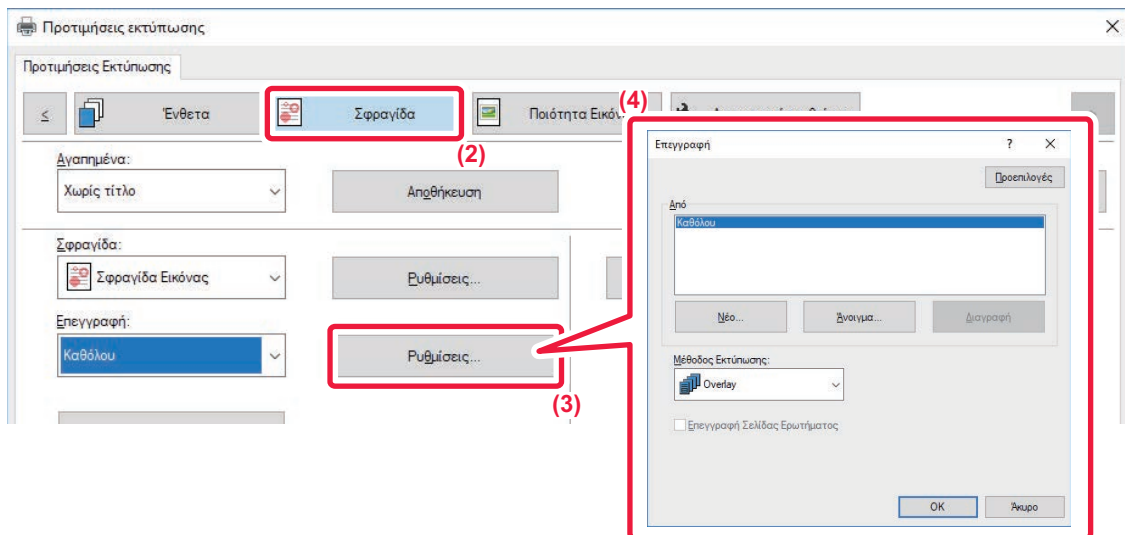 Προτιμήσεις εκτύπωσης
Προτιμήσεις Εκτύπωσης
≤ Ένθετα Σφραγίδα Ποιότητα
(4)
(2)
Αγαπημένα:
Χωρίς τίτλο Αποθήκευση
Σφραγίδα:
Σφραγίδα Εικόνας Ρυθμίσεις...
Επεγγραφή:
Καθόλου Ρυθμίσεις...
(3)
Επεγγραφή ?
Προεπιλογές
Από
Καθόλου
Νέο... Άνοιγμα... Διαγραφή
Μέθοδος Εκτύπωσης:
Overlay
Επεγγραφή Σελίδας Ερωτήματος
OK Άκυρο